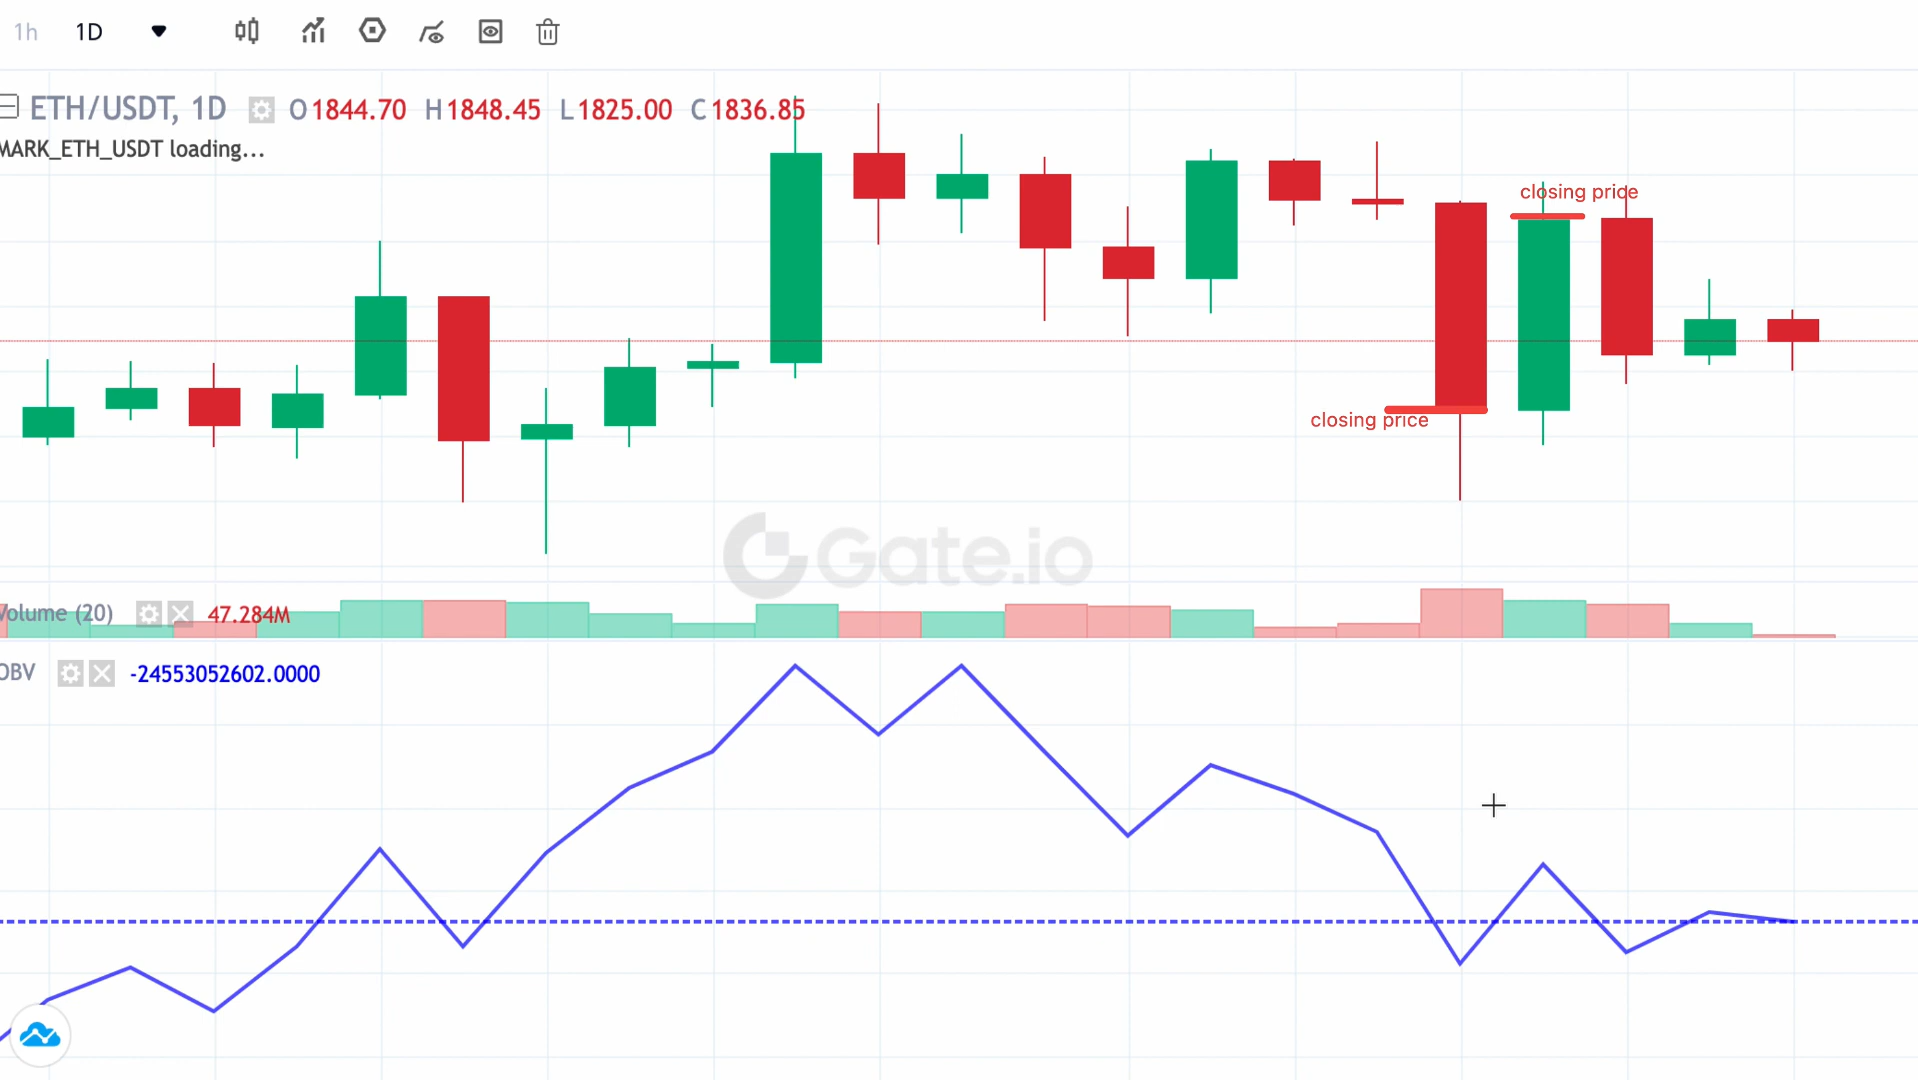 1h 1D
ETH/USDT, 1D O1844.70 H1848.45 L1825.00 C1836.85
MARK_ETH_USDT loading...
closing price
closing price
Gate.io
Volume (20) 47.284M
OBV -24553052602.0000